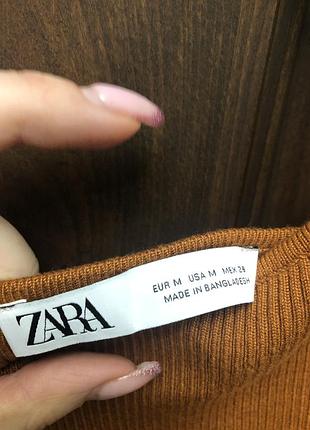 ZARA
EUR M USA M MEX 28
MADE IN BANGLADESH